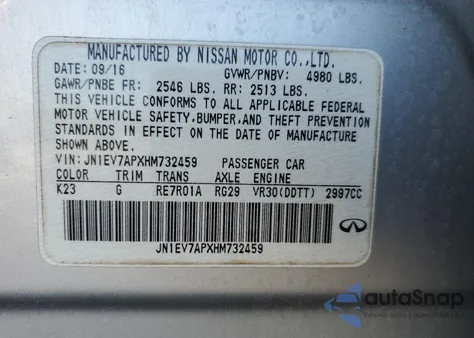 MANUFACTURED BY NISSAN MOTOR CO.,LTD.
DATE: 09/16 GVWR/PNBV: 4980 LBS.
GAWR/PNBE FR: 2546 LBS. RR: 2513 LBS.
THIS VEHICLE CONFORMS TO ALL APPLICABLE FEDERAL
MOTOR VEHICLE SAFETY,BUMPER,AND THEFT PREVENTION
STANDARDS IN EFFECT ON THE DATE OF MANUFACTURE
SHOWN ABOVE.
VIN: JN1EV7APXHM732459 PASSENGER CAR
COLOR TRIM TRANS AXLE ENGINE
K23 G RE7R01A RG29 VR30(DDTT) 2997CC
JN1EV7APXHM732459
autoSnap